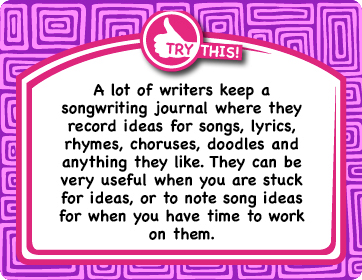 TRY THIS!
A lot of writers keep a
songwriting journal where they
record ideas for songs, lyrics,
rhymes, choruses, doodles and
anything they like. They can be
very useful when you are stuck
for ideas, or to note song ideas
for when you have time to work
on them.